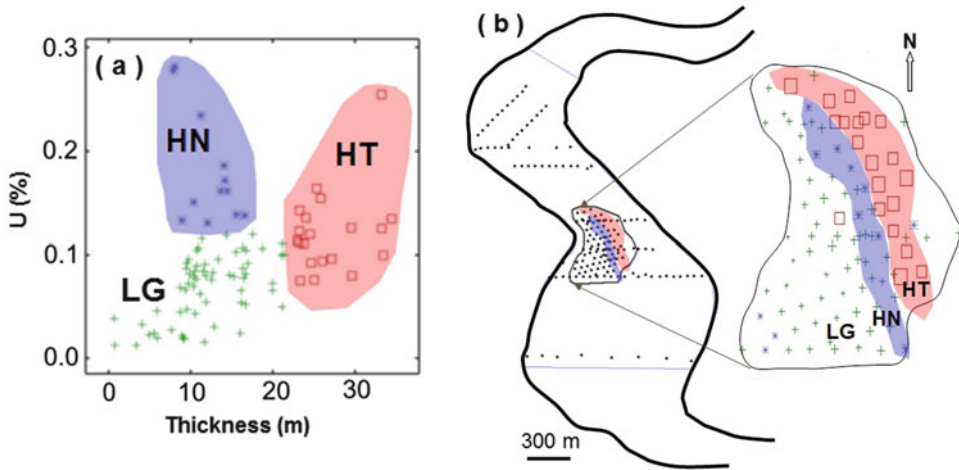 ( a )
U (%)
0.3
0.2
0.1
0.0
HN
HT
LG
0
10
20
30
Thickness (m)
( b )
N
300 m
LG
HN
HT